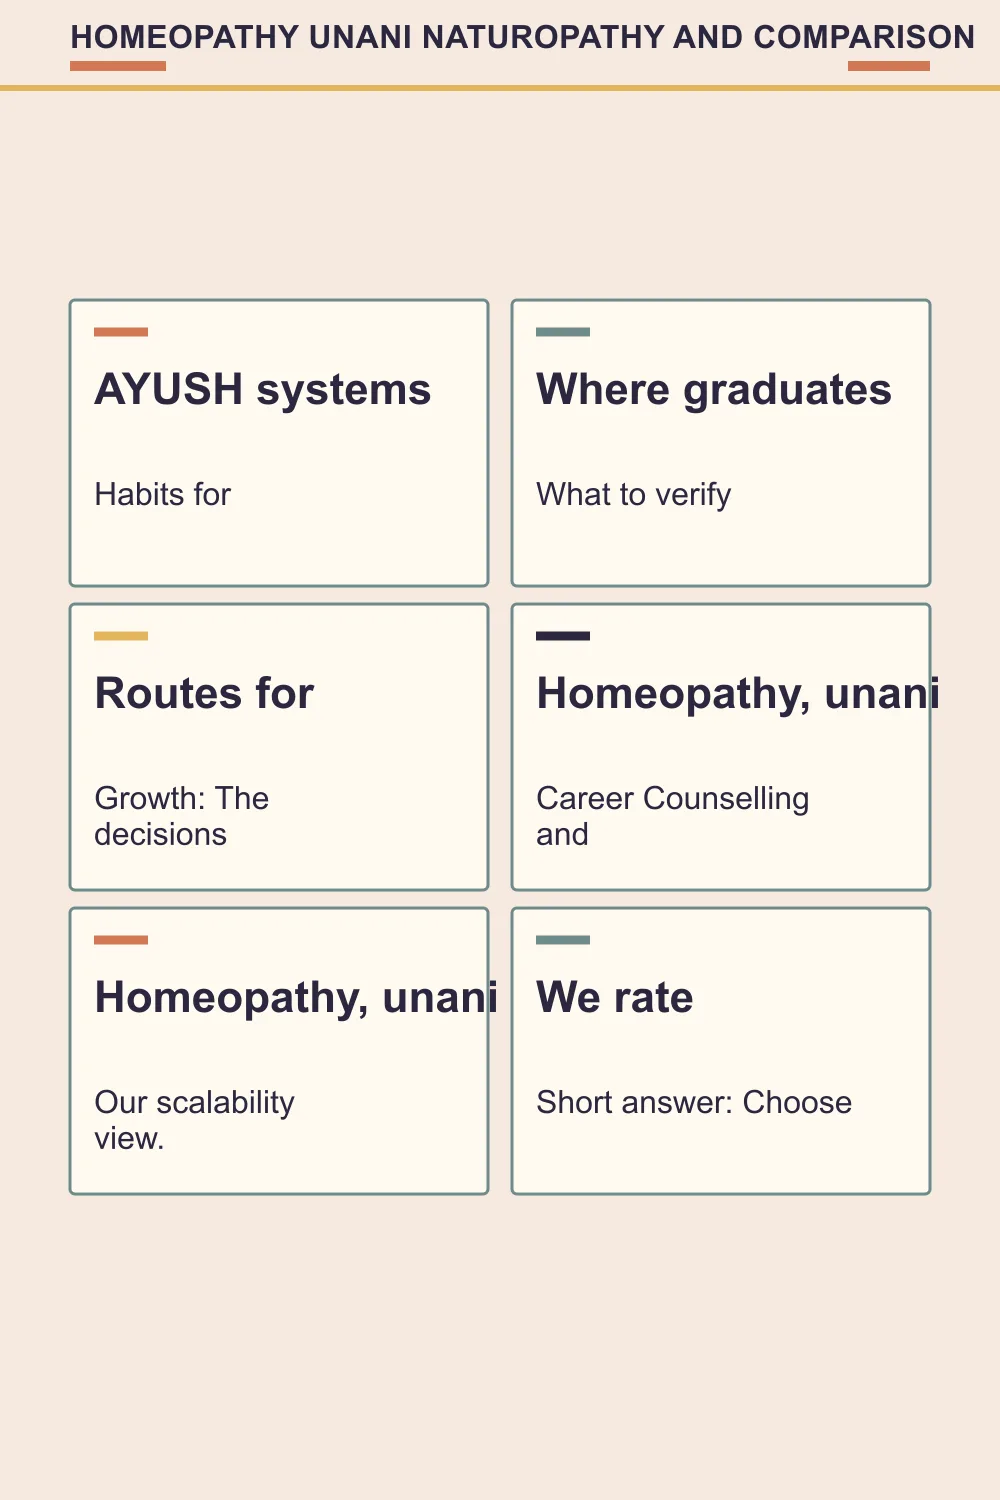 HOMEOPATHY UNANI NATUROPATHY AND COMPARISON
AYUSH systems
Habits for
Where graduates
What to verify
Routes for
Growth: The
decisions
Homeopathy, unani
Career Counselling
and
Homeopathy, unani
Our scalability
view.
We rate
Short answer: Choose